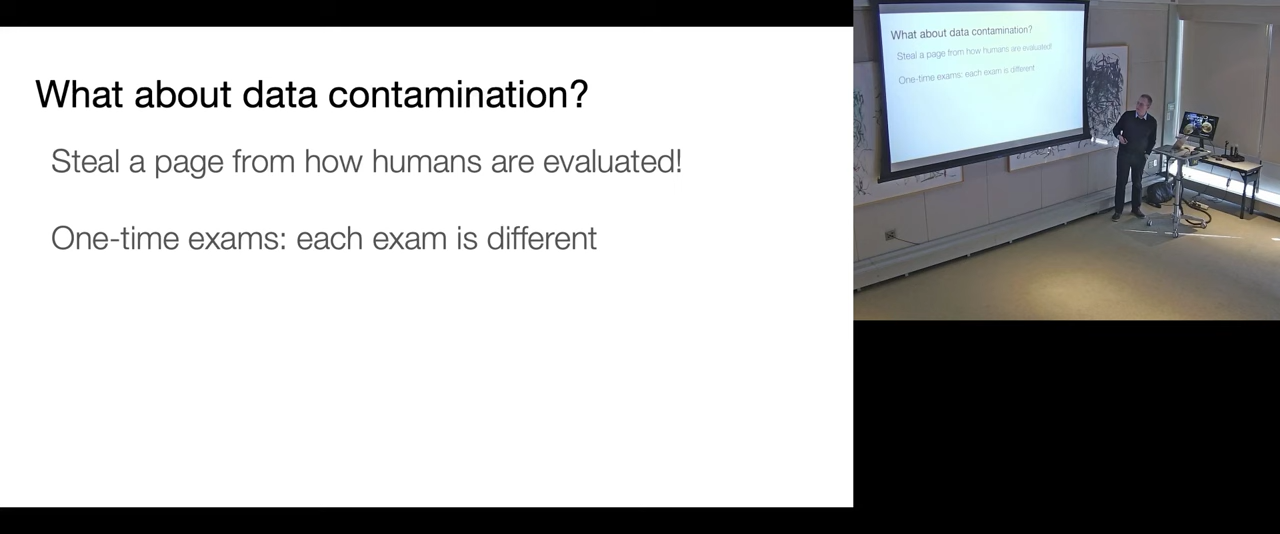 What about data contamination?
Steal a page from how humans are evaluated!
One-time exams: each exam is different
What about data contamination?
Steal a page from how humans are evaluated!
One-time exams: each exam is different